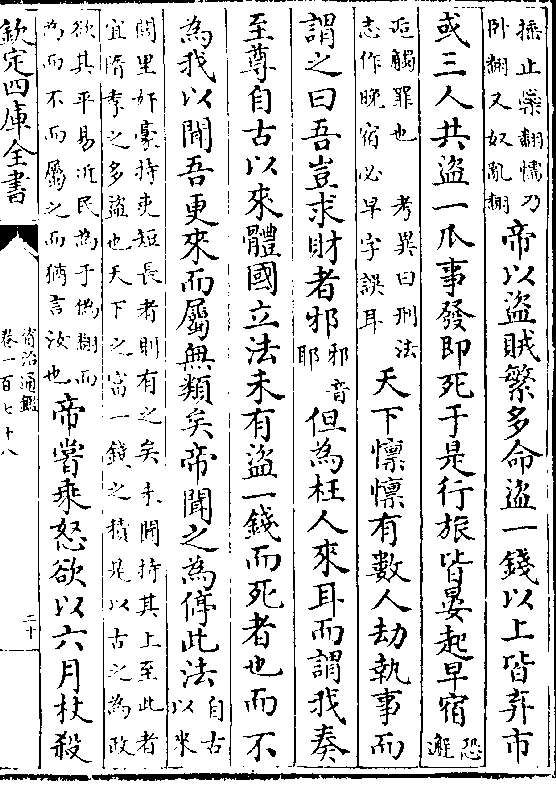 捶止橤翻懦乃
卧翻又奴亂翻
帝以盜賊繁多命盜一錢以上皆弃市
或三人共盜一瓜事發即死于是行旅皆晏起早宿
恐
邂
逅觸罪也　考異曰刑法
志作晚宿必早字誤耳
天下懍懍有數人劫執事而
謂之曰吾豈求財者邪
邪音
耶
但為枉人來耳而謂我奏
至尊自古以來體國立法未有盜一錢而死者也而不
為我以聞吾更來而屬無類矣帝聞之為停此法
自古
以來
閭里奸豪持吏短長者則有之矣未聞持其上至此者
宜隋季之多盜也天下之富一錢之積是以古之為政
欲其平易近民為于偽翻而
為而不而屬之而猶言汝也
帝嘗乘怒欲以六月杖殺
欽定四庫全書
資治通鑑
卷一百七十八
二十